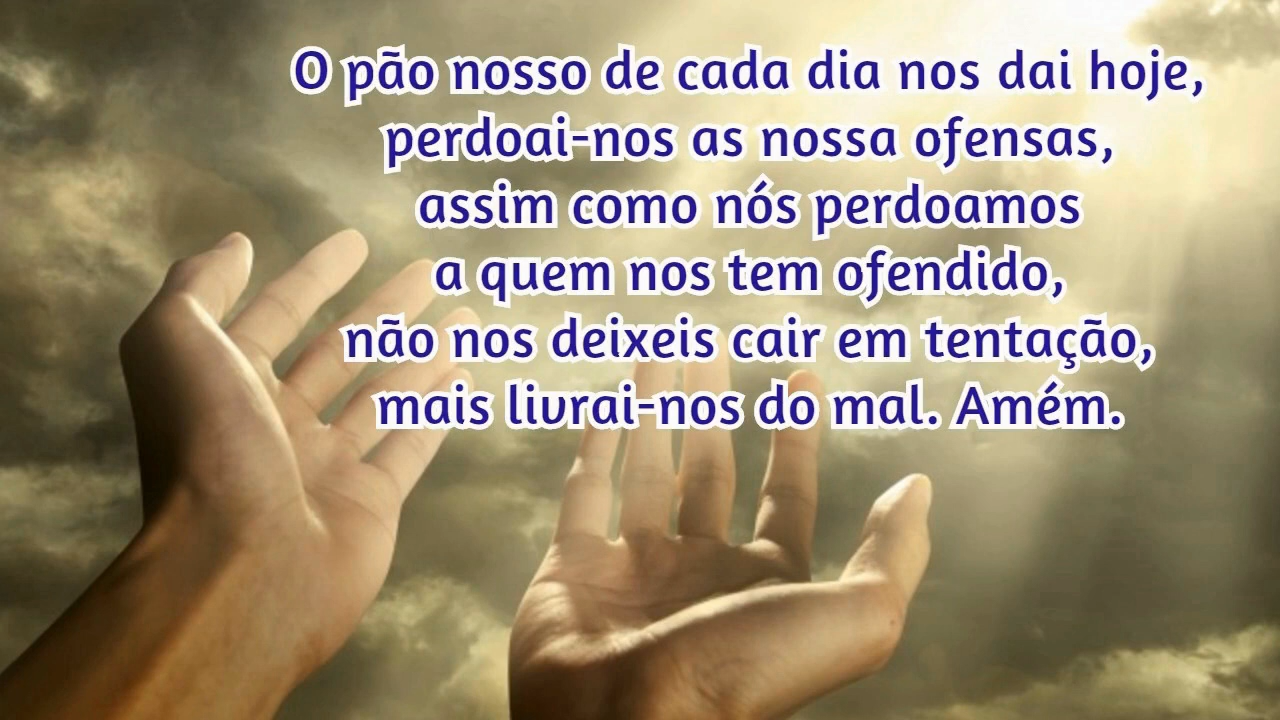 O pão nosso de cada dia nos dai hoje,
perdoai-nos as nossa ofensas,
assim como nós perdoamos
a quem nos tem ofendido,
não nos deixeis cair em tentação,
mais livrai-nos do mal. Amém.